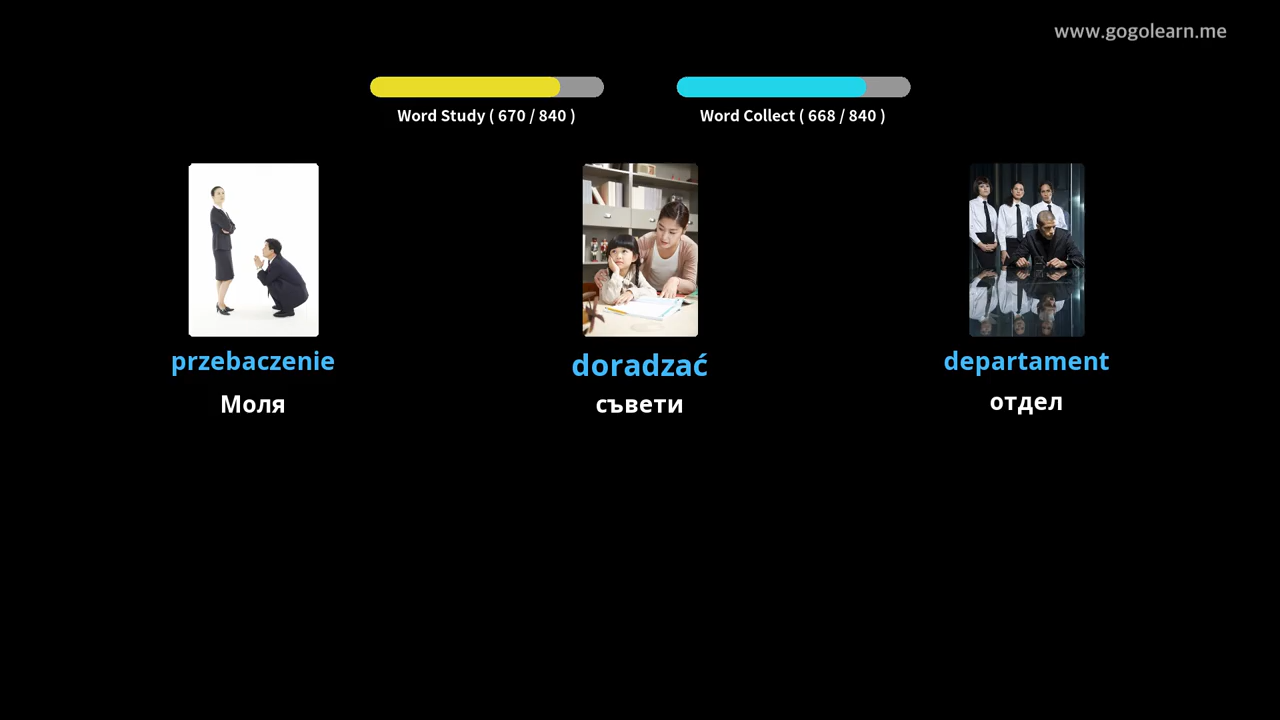 www.gogolearn.me
Word Study ( 670 / 840 )
Word Collect ( 668 / 840 )
przebaczenie
doradzać
departament
Моля
съвети
отдел